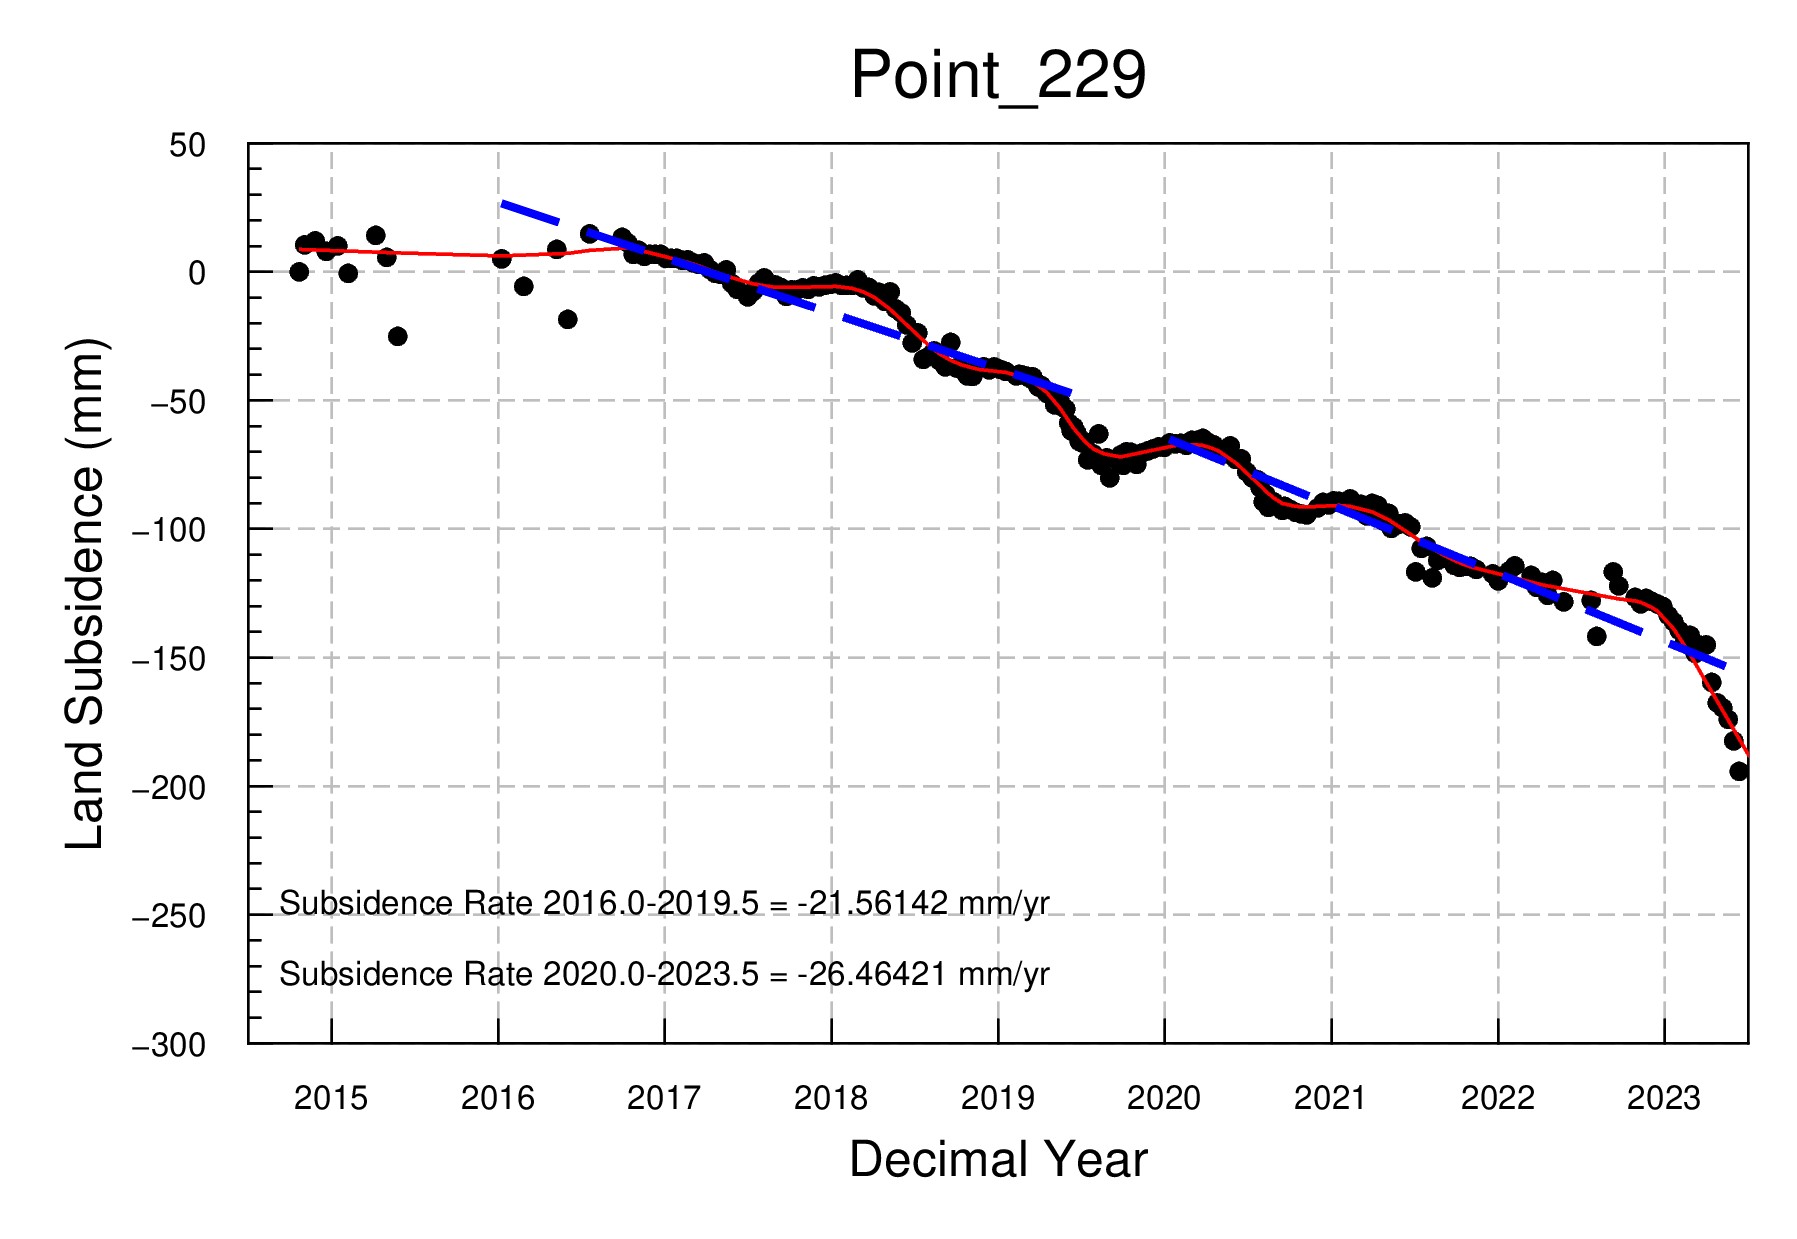 Point_229
50
0
−50
−100
−150
−200
−250
−300
Land Subsidence (mm)
Subsidence Rate 2016.0-2019.5 = -21.56142 mm/yr
Subsidence Rate 2020.0-2023.5 = -26.46421 mm/yr
2015 2016 2017 2018 2019 2020 2021 2022 2023
Decimal Year